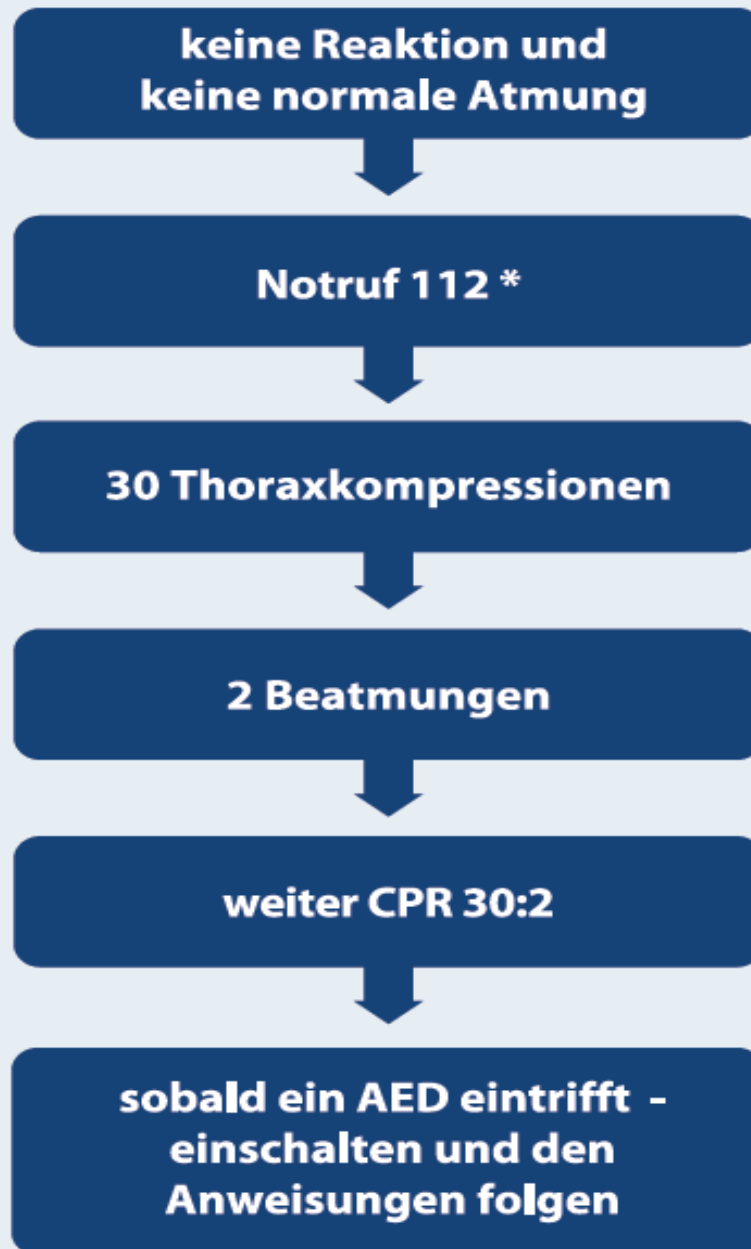 keine Reaktion und
keine normale Atmung
Notruf 112 *
30 Thoraxkompressionen
2 Beatmungen
weiter CPR 30:2
sobald ein AED eintrifft -
einschalten und den
Anweisungen folgen